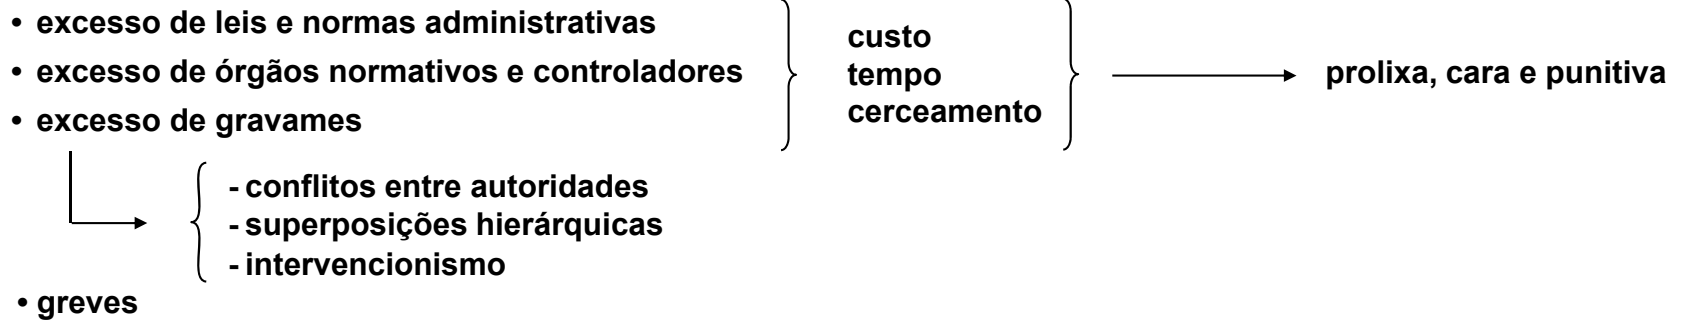 • excesso de leis e normas administrativas
• excesso de órgãos normativos e controladores
• excesso de gravames
custo
tempo
cerceamento
prolixa, cara e punitiva
- conflitos entre autoridades
- superposições hierárquicas
- intervencionismo
• greves